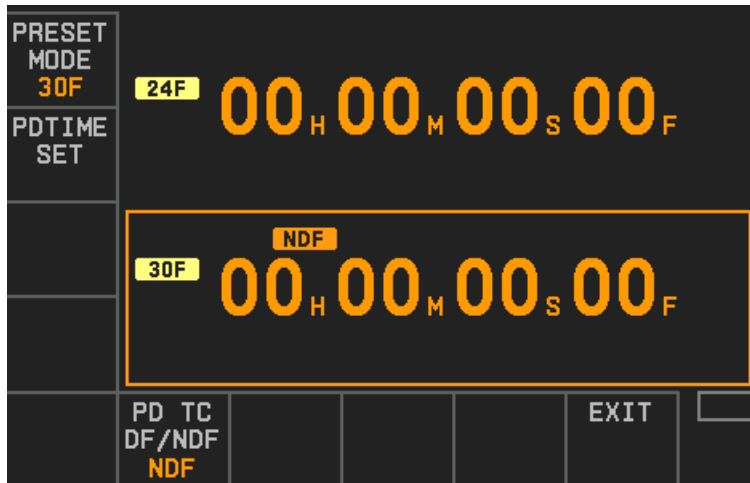 PRESET
MODE
30F
PDTIME
SET
24F 00H00M00S00F
NDF
30F 00H00M00S00F
PD TC
DF/NDF
NDF
EXIT